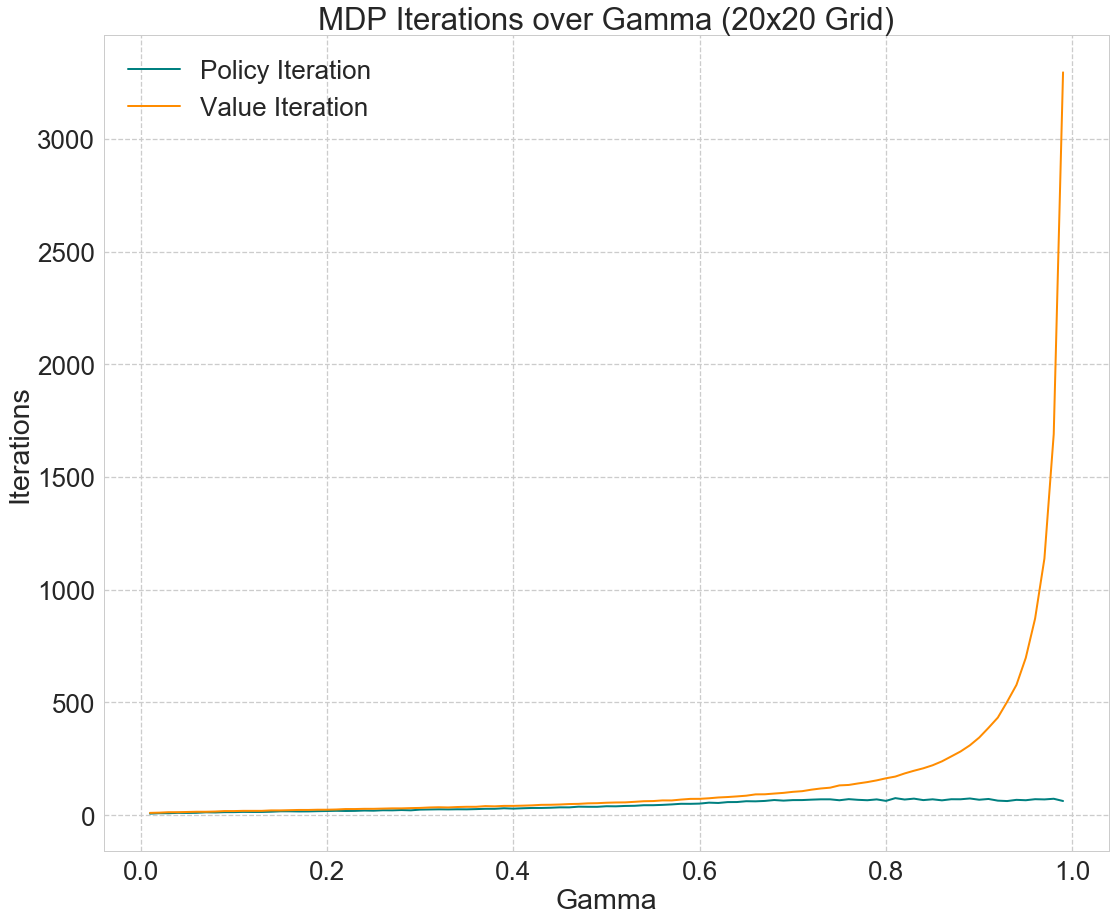 MDP Iterations over Gamma (20x20 Grid)
Policy Iteration
Value Iteration
3000
2500
2000
1500
1000
500
0
Iterations
0.0 0.2 0.4 0.6 0.8 1.0
Gamma